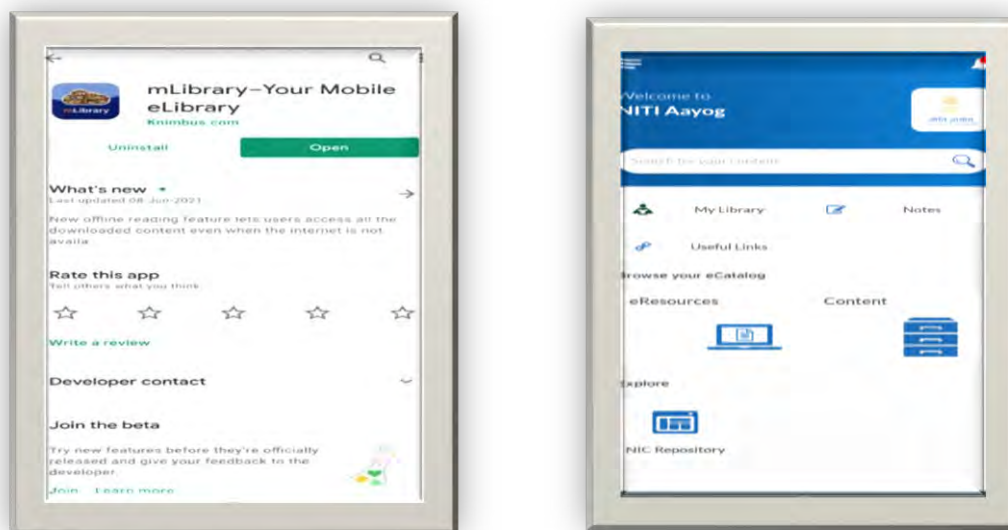 mLibrary–Your Mobile
eLibrary
mLibrary
Knimbus.com
Uninstall
Open
What's new
Last updated 08-Jun-2021
New offline reading feature lets users access all the
downloaded content even when the internet is not
availa
Rate this app
Tell others what you think
Write a review
Developer contact
Join the beta
Try new features before they're officially
released and give your feedback to the
developer.
Join Learn more
Welcome to
NITI Aayog
Search for your content
My Library
Notes
Useful Links
Browse your eCatalog
eResources
Content
Explore
NIC Repository